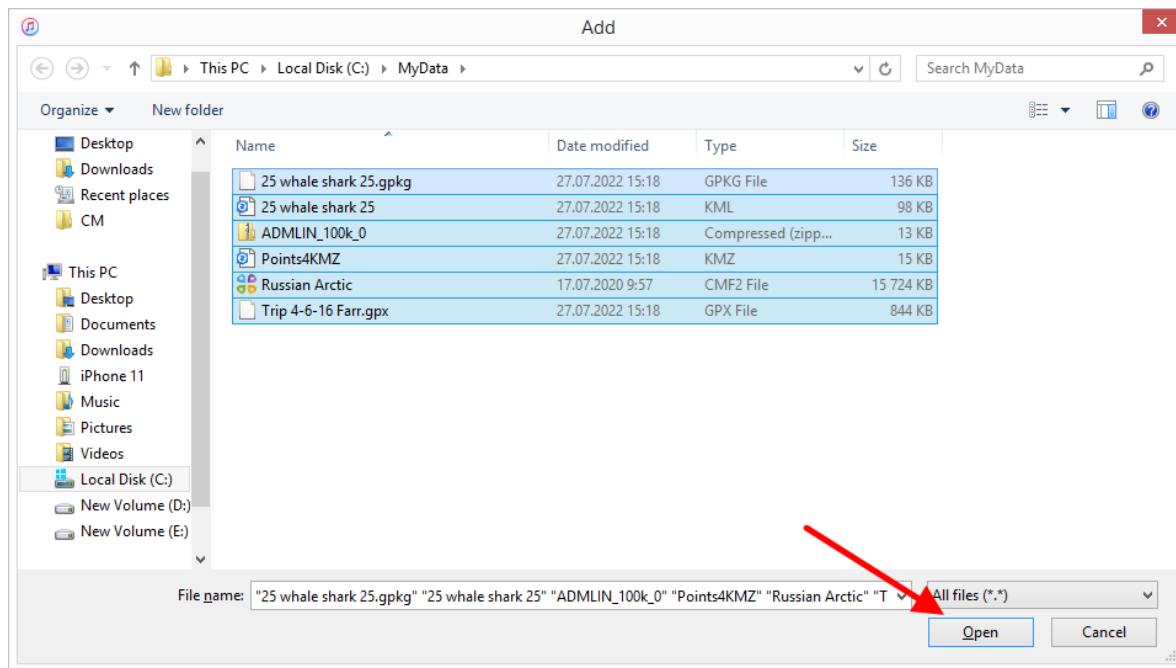 Add
This PC Local Disk (C:) MyData
Search MyData
Organize
New folder
Desktop
Downloads
Recent places
CM
This PC
Desktop
Documents
Downloads
iPhone 11
Music
Pictures
Videos
Local Disk (C:)
New Volume (D:)
New Volume (E:)
Name Date modified Type Size
25 whale shark 25.gpkg 27.07.2022 15:18 GPKG File 136 KB
25 whale shark 25 27.07.2022 15:18 KML 98 KB
ADMLIN_100k_0 27.07.2022 15:18 Compressed (zipp... 13 KB
Points4KMZ 27.07.2022 15:18 KMZ 15 KB
Russian Arctic 17.07.2020 9:57 CMF2 File 15 724 KB
Trip 4-6-16 Farr.gpx 27.07.2022 15:18 GPX File 844 KB
File name: "25 whale shark 25.gpkg" "25 whale shark 25" "ADMLIN_100k_0" "Points4KMZ" "Russian Arctic" "T
All files (*.*)
Open Cancel